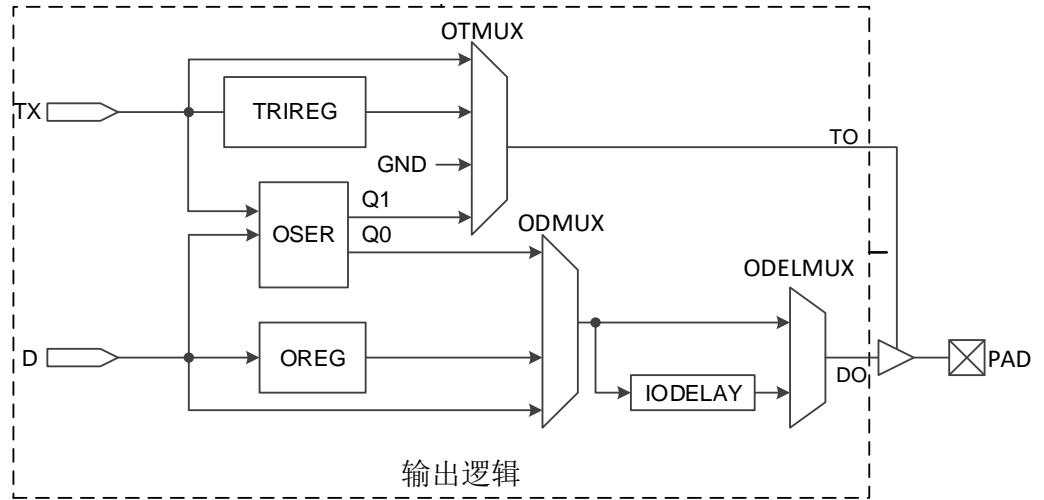 OTMUX
TX
TRIREG
TO
GND
Q1
OSER
Q0
ODMUX
ODELMUX
D
OREG
DO
PAD
IODELAY
输出逻辑